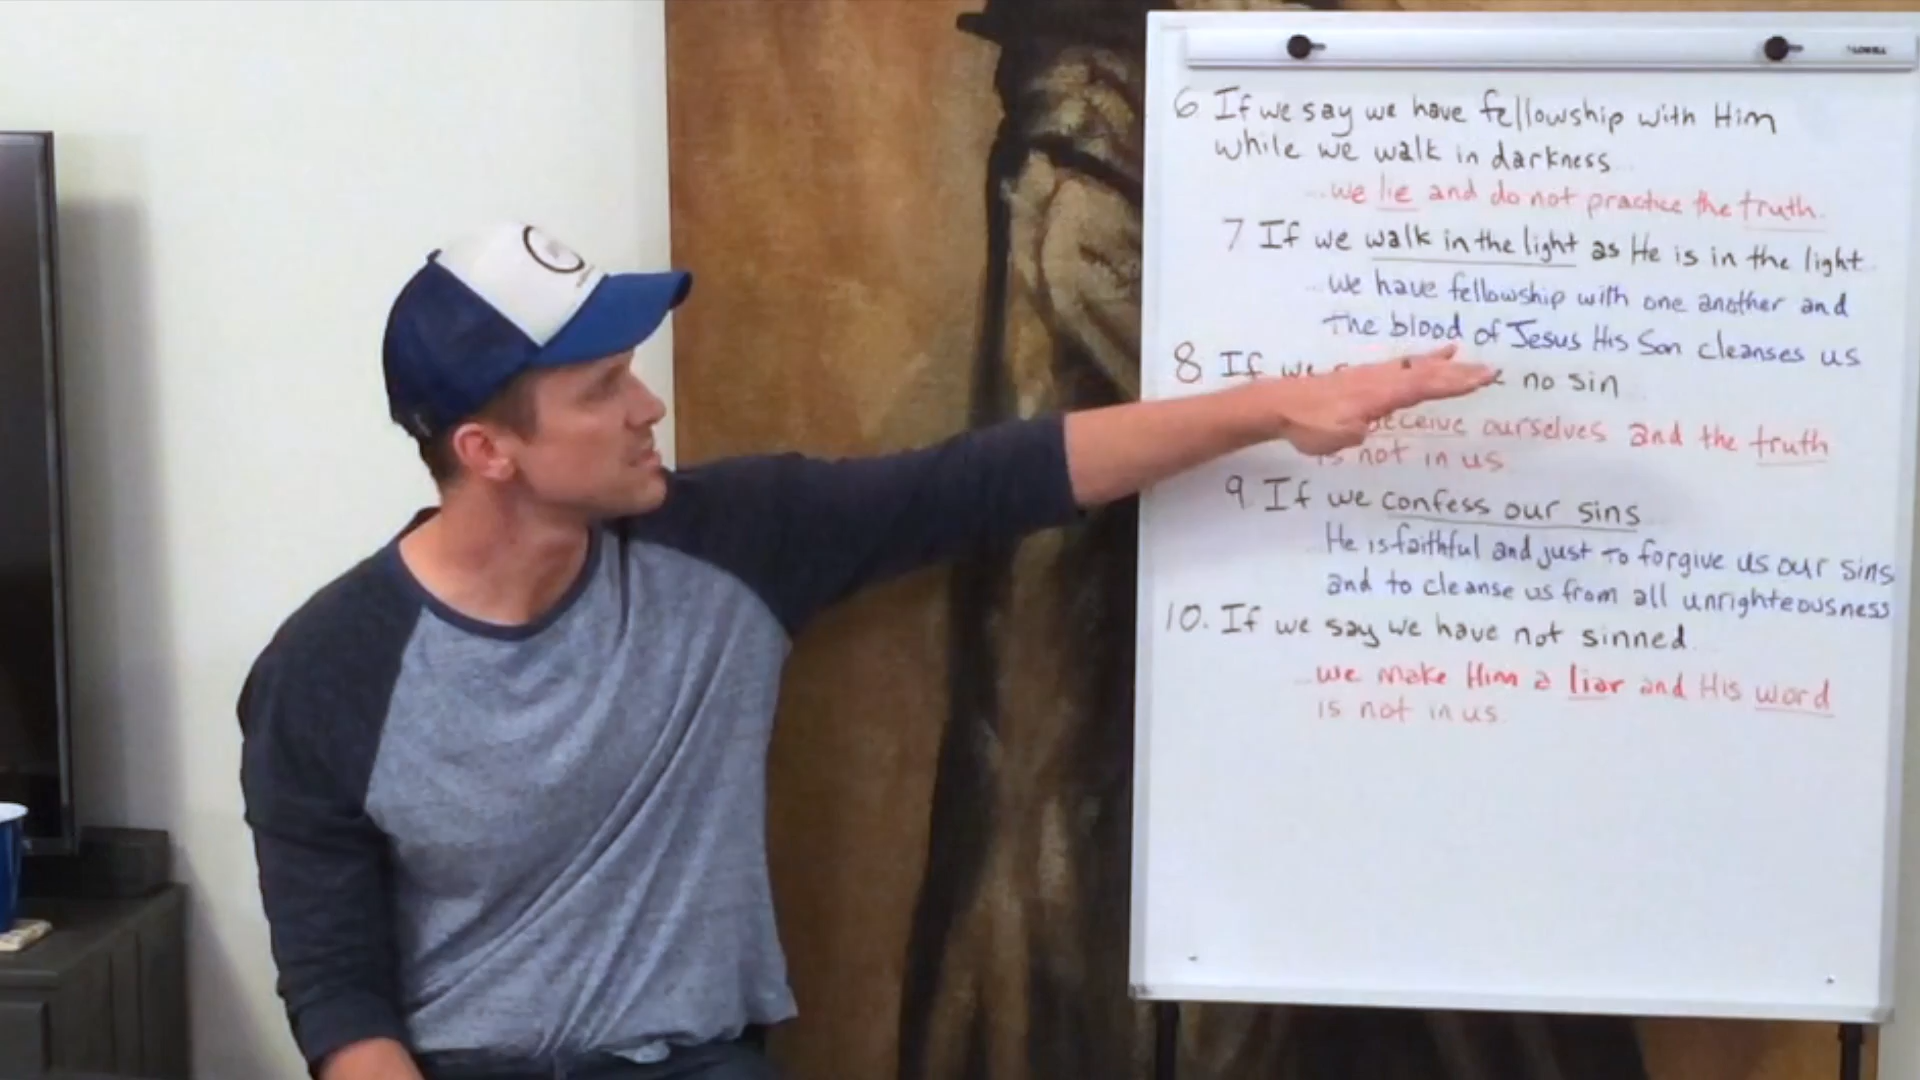 6 If we say we have fellowship with Him
while we walk in darkness
...we lie and do not practice the truth.
7 If we walk in the light as He is in the light
...we have fellowship with one another and
the blood of Jesus His Son cleanses us
8 If we no sin
deceive ourselves and the truth
is not in us
9 If we confess our sins
He is faithful and just to forgive us our sins
and to cleanse us from all unrighteousness
10. If we say we have not sinned
...we make Him a liar and His word
is not in us.